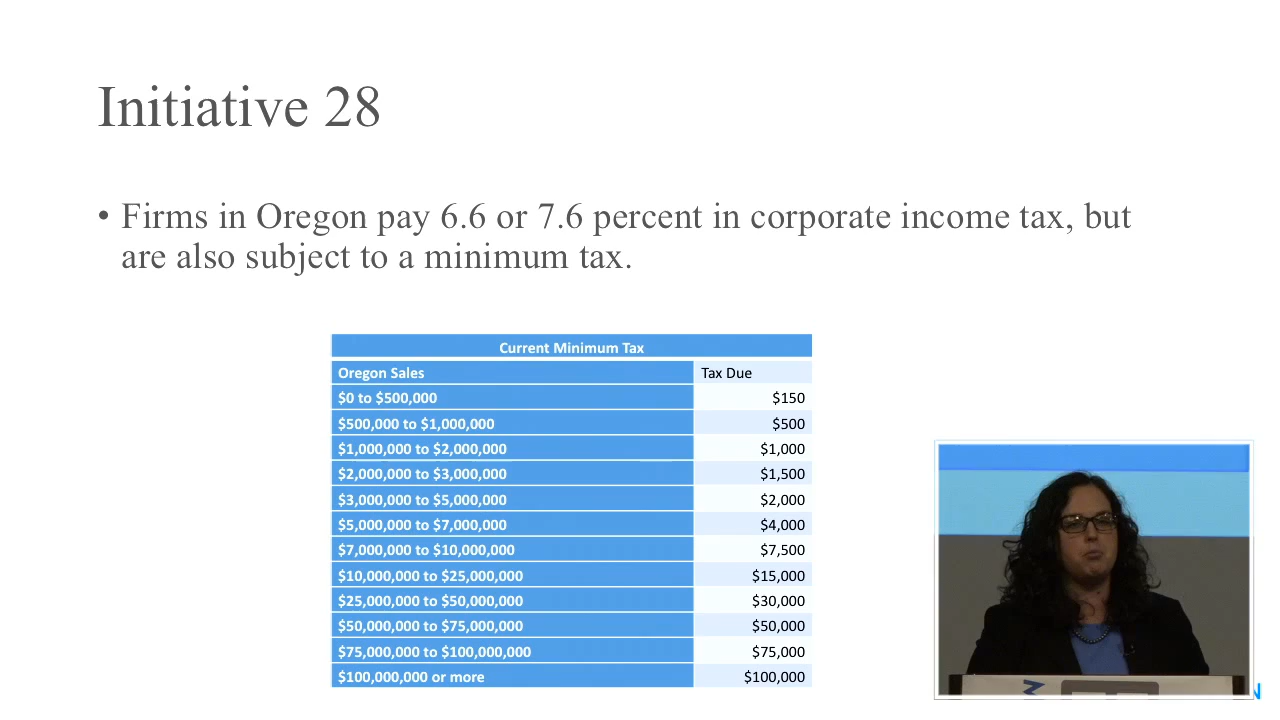 Initiative 28
• Firms in Oregon pay 6.6 or 7.6 percent in corporate income tax, but
are also subject to a minimum tax.
Current Minimum Tax
Oregon Sales Tax Due
$0 to $500,000 $150
$500,000 to $1,000,000 $500
$1,000,000 to $2,000,000 $1,000
$2,000,000 to $3,000,000 $1,500
$3,000,000 to $5,000,000 $2,000
$5,000,000 to $7,000,000 $4,000
$7,000,000 to $10,000,000 $7,500
$10,000,000 to $25,000,000 $15,000
$25,000,000 to $50,000,000 $30,000
$50,000,000 to $75,000,000 $50,000
$75,000,000 to $100,000,000 $75,000
$100,000,000 or more $100,000